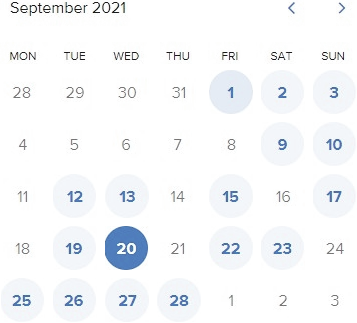 September 2021
MON TUE WED THU FRI SAT SUN
28 29 30 31 1 2 3
4 5 6 7 8 9 10
11 12 13 14 15 16 17
18 19 20 21 22 23 24
25 26 27 28 1 2 3